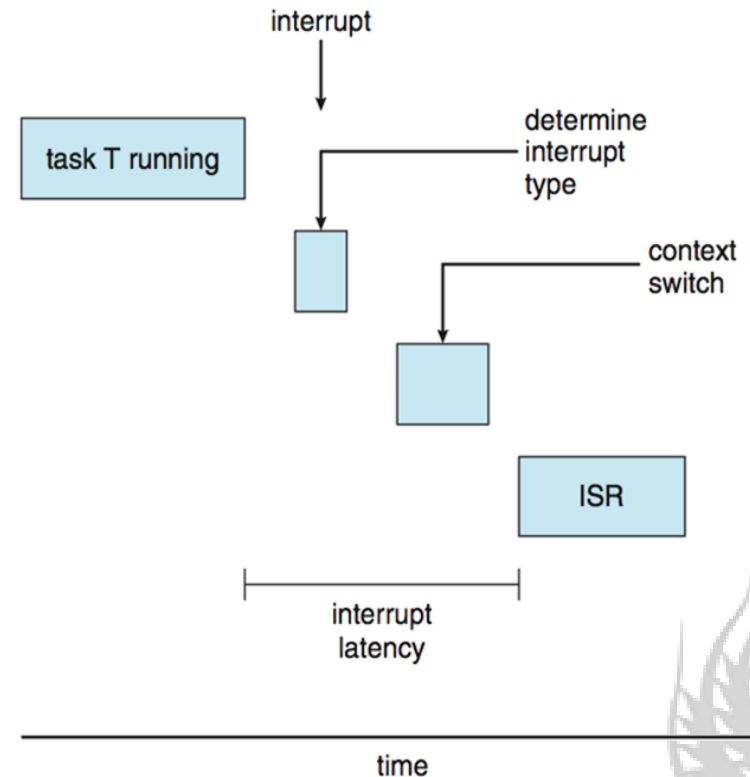 interrupt
task T running
determine
interrupt
type
context
switch
ISR
interrupt
latency
time